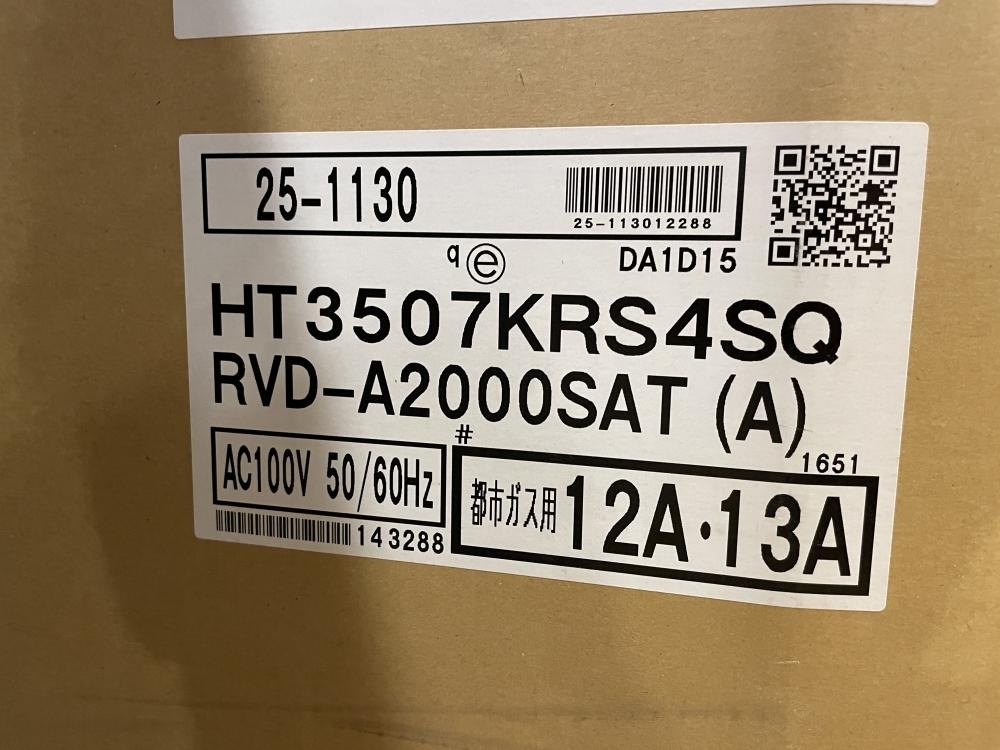 25-1130
25-113012288
q e DA1D15
HT3507KRS4SQ
RVD-A2000SAT (A)
#
1651
AC100V 50/60Hz
都市ガス用 12A・13A
143288